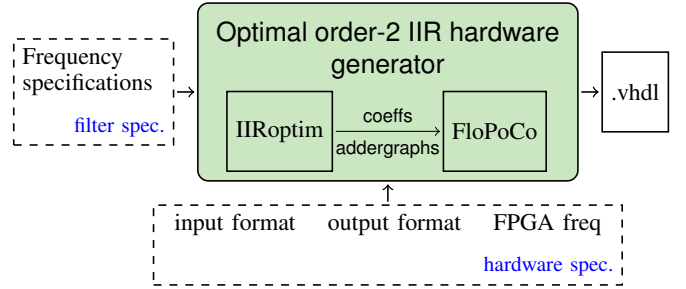 Frequency
specifications
filter spec.
Optimal order-2 IIR hardware
generator
IIRoptim
coeffs
addergraphs
FloPoCo
.vhdl
input format output format FPGA freq
hardware spec.